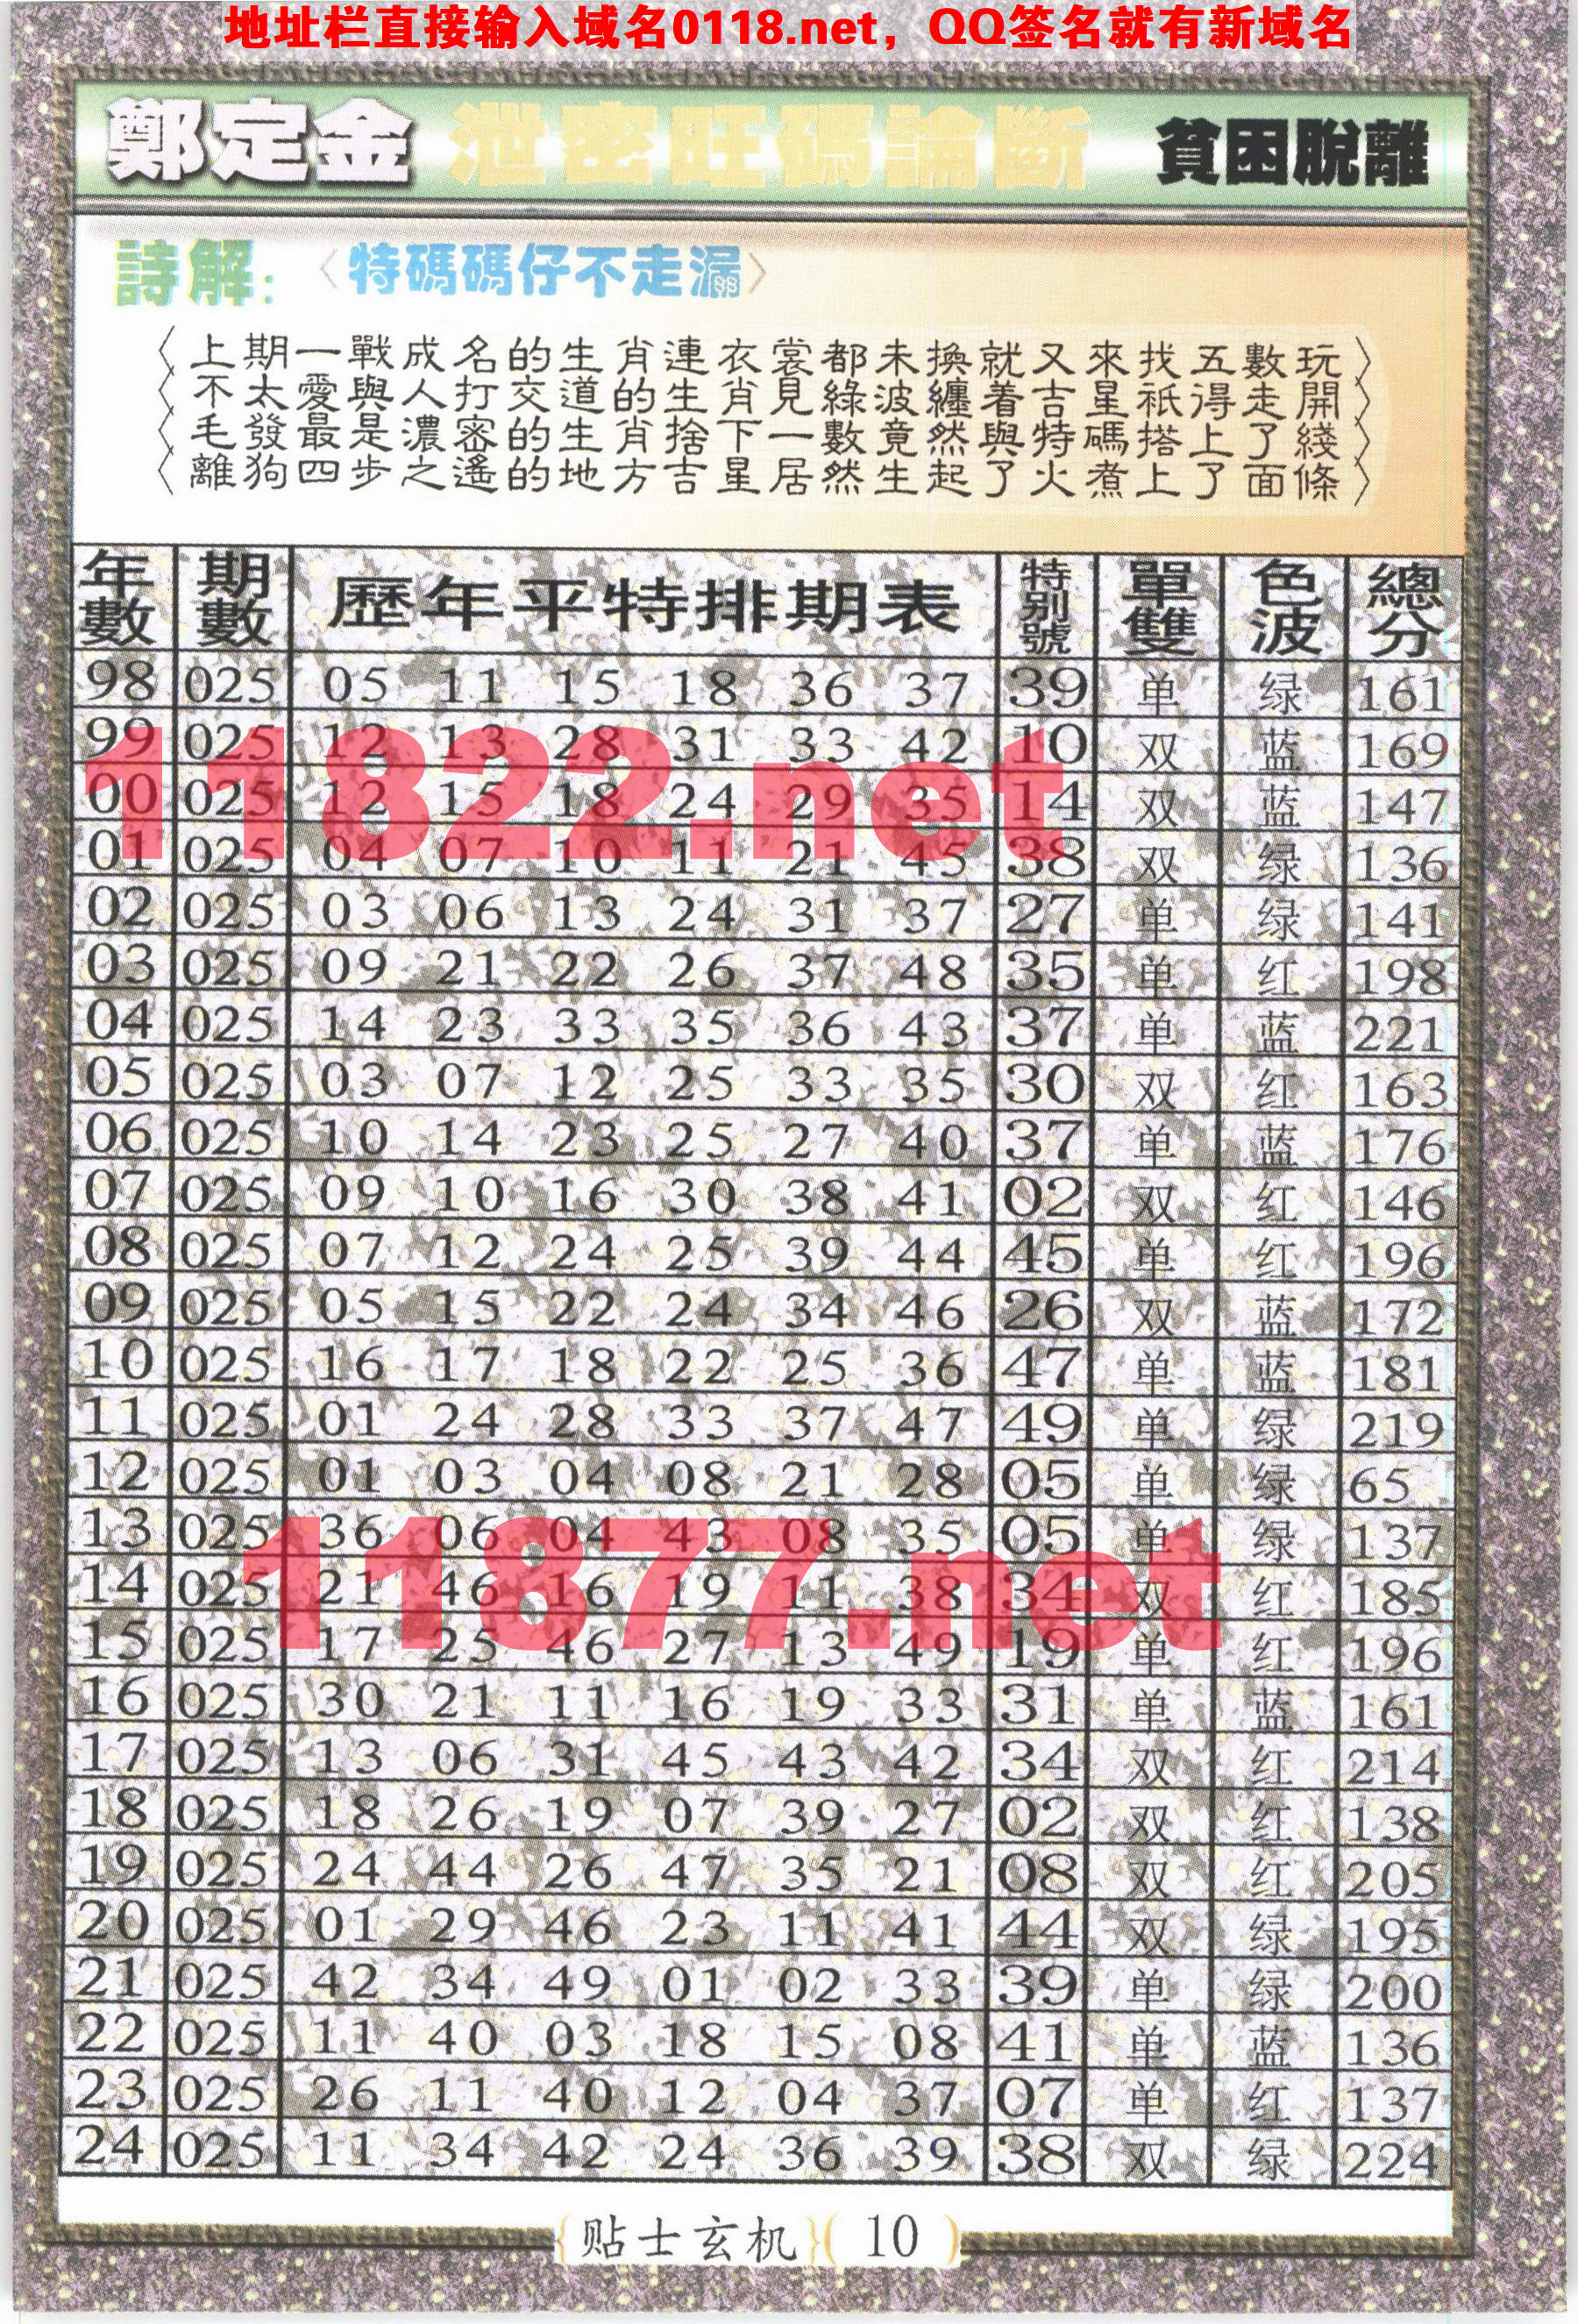 地址栏直接输入域名0118.net，QQ签名就有新域名
鄭定金 泄密旺碼論斷 貧困脫離
詩解: 〈特碼碼仔不走漏〉
〈上期一戰成名的生肖連衣裳都未換就又來找五數玩〉
〈不太愛與人打交道的生肖見綠波纏着吉星祇得走開〉
〈毛發最是濃密的生肖捨下一數竟然與特碼搭上了綫〉
〈離狗四步之遙的地方吉星居然生起了火煮上了面條〉
年數 期數 歷年平特排期表 特别號 單雙 色波 總分
98 025 05 11 15 18 36 37 39 单 绿 161
99 025 12 13 28 31 33 42 10 双 蓝 169
11822.net
00 025 12 15 18 24 29 35 14 双 蓝 147
01 025 04 07 10 11 21 45 38 双 绿 136
02 025 03 06 13 24 31 37 27 单 绿 141
03 025 09 21 22 26 37 48 35 单 红 198
04 025 14 23 33 35 36 43 37 单 蓝 221
05 025 03 07 12 25 33 35 30 双 红 163
06 025 10 14 23 25 27 40 37 单 蓝 176
07 025 09 10 16 30 38 41 02 双 红 146
08 025 07 12 24 25 39 44 45 单 红 196
09 025 05 15 22 24 34 46 26 双 蓝 172
10 025 16 17 18 22 25 36 47 单 蓝 181
11 025 01 24 28 33 37 47 49 单 绿 219
12 025 01 03 04 08 21 28 05 单 绿 65
13 025 36 06 04 43 08 35 05 单 绿 137
14 025 21 46 16 19 11 38 34 双 红 185
11877.net
15 025 17 25 46 27 13 49 19 单 红 196
16 025 30 21 11 16 19 33 31 单 蓝 161
17 025 13 06 31 45 43 42 34 双 红 214
18 025 18 26 19 07 39 27 02 双 红 138
19 025 24 44 26 47 35 21 08 双 红 205
20 025 01 29 46 23 11 41 44 双 绿 195
21 025 42 34 49 01 02 33 39 单 绿 200
22 025 11 40 03 18 15 08 41 单 蓝 136
23 025 26 11 40 12 04 37 07 单 红 137
24 025 11 34 42 24 36 39 38 双 绿 224
{贴士玄机}(10)